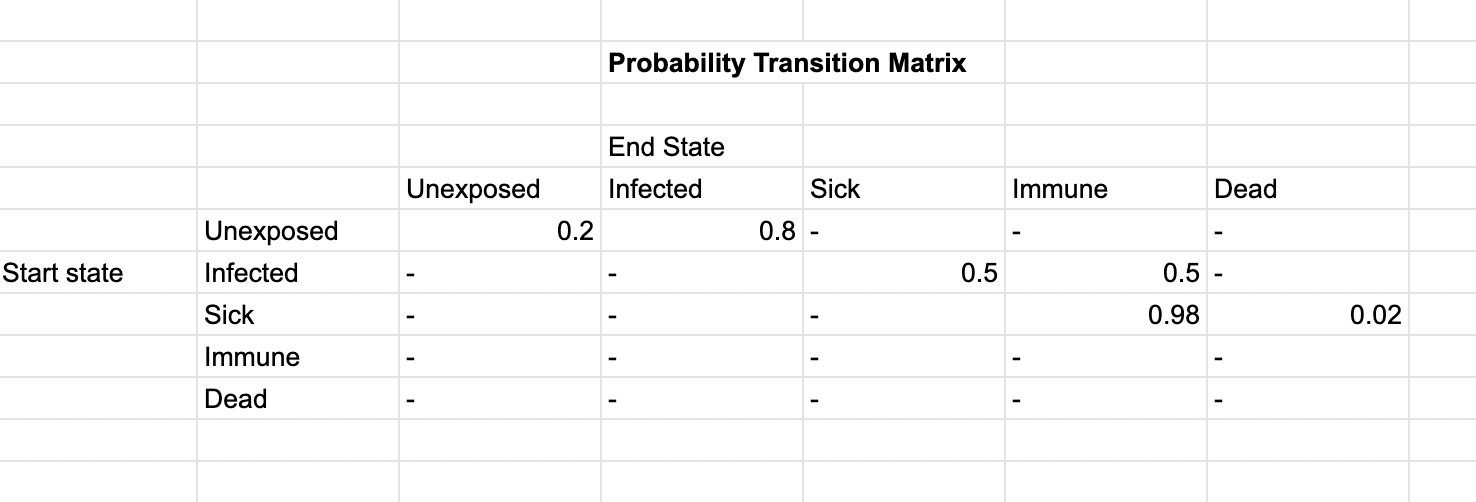 Probability Transition Matrix
End State
Unexposed Infected Sick Immune Dead
Unexposed 0.2 0.8 - - -
Start state Infected - - 0.5 0.5 -
Sick - - - 0.98 0.02
Immune - - - - -
Dead - - - - -